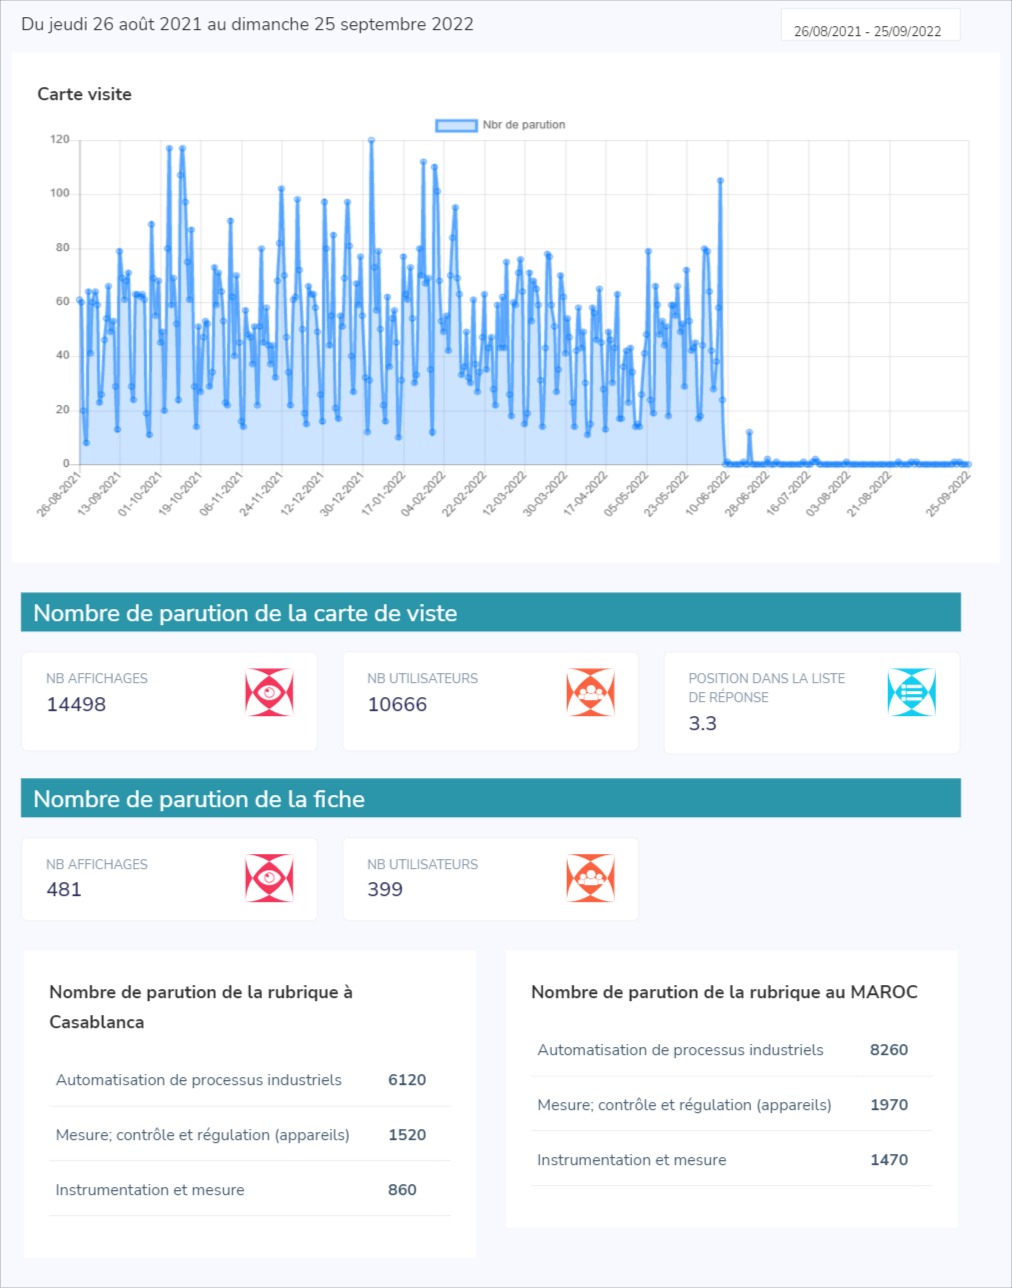 Du jeudi 26 août 2021 au dimanche 25 septembre 2022
26/08/2021 - 25/09/2022
Carte visite
Nbr de parution
120
100
80
60
40
20
0
26-08-2021
13-09-2021
01-10-2021
19-10-2021
06-11-2021
24-11-2021
12-12-2021
30-12-2021
17-01-2022
04-02-2022
22-02-2022
12-03-2022
30-03-2022
17-04-2022
05-05-2022
23-05-2022
10-06-2022
28-06-2022
16-07-2022
03-08-2022
21-08-2022
25-09-2022
Nombre de parution de la carte de viste
NB AFFICHAGES
14498
NB UTILISATEURS
10666
POSITION DANS LA LISTE
DE RÉPONSE
3.3
Nombre de parution de la fiche
NB AFFICHAGES
481
NB UTILISATEURS
399
Nombre de parution de la rubrique à
Casablanca
Automatisation de processus industriels 6120
Mesure; contrôle et régulation (appareils) 1520
Instrumentation et mesure 860
Nombre de parution de la rubrique au MAROC
Automatisation de processus industriels 8260
Mesure; contrôle et régulation (appareils) 1970
Instrumentation et mesure 1470